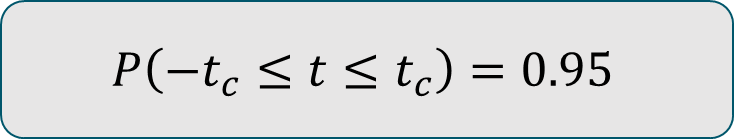 P(−t_c ≤ t ≤ t_c) = 0.95